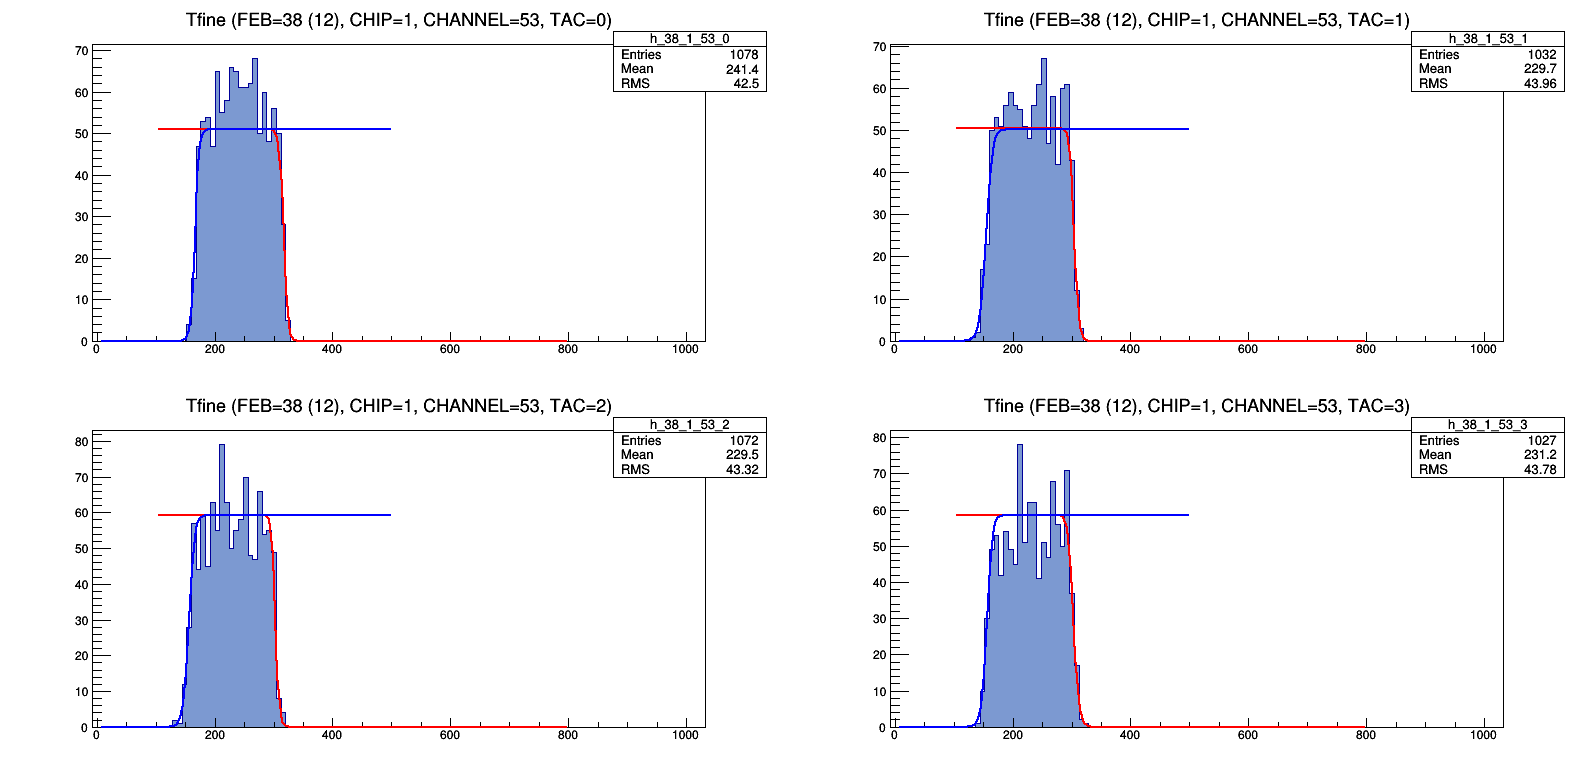 Tfine (FEB=38 (12), CHIP=1, CHANNEL=53, TAC=0)
h_38_1_53_0
Entries 1078
Mean 241.4
RMS 42.5
70
60
50
40
30
20
10
0
0 200 400 600 800 1000
Tfine (FEB=38 (12), CHIP=1, CHANNEL=53, TAC=1)
h_38_1_53_1
Entries 1032
Mean 229.7
RMS 43.96
70
60
50
40
30
20
10
0
0 200 400 600 800 1000
Tfine (FEB=38 (12), CHIP=1, CHANNEL=53, TAC=2)
h_38_1_53_2
Entries 1072
Mean 229.5
RMS 43.32
80
70
60
50
40
30
20
10
0
0 200 400 600 800 1000
Tfine (FEB=38 (12), CHIP=1, CHANNEL=53, TAC=3)
h_38_1_53_3
Entries 1027
Mean 231.2
RMS 43.78
80
70
60
50
40
30
20
10
0
0 200 400 600 800 1000